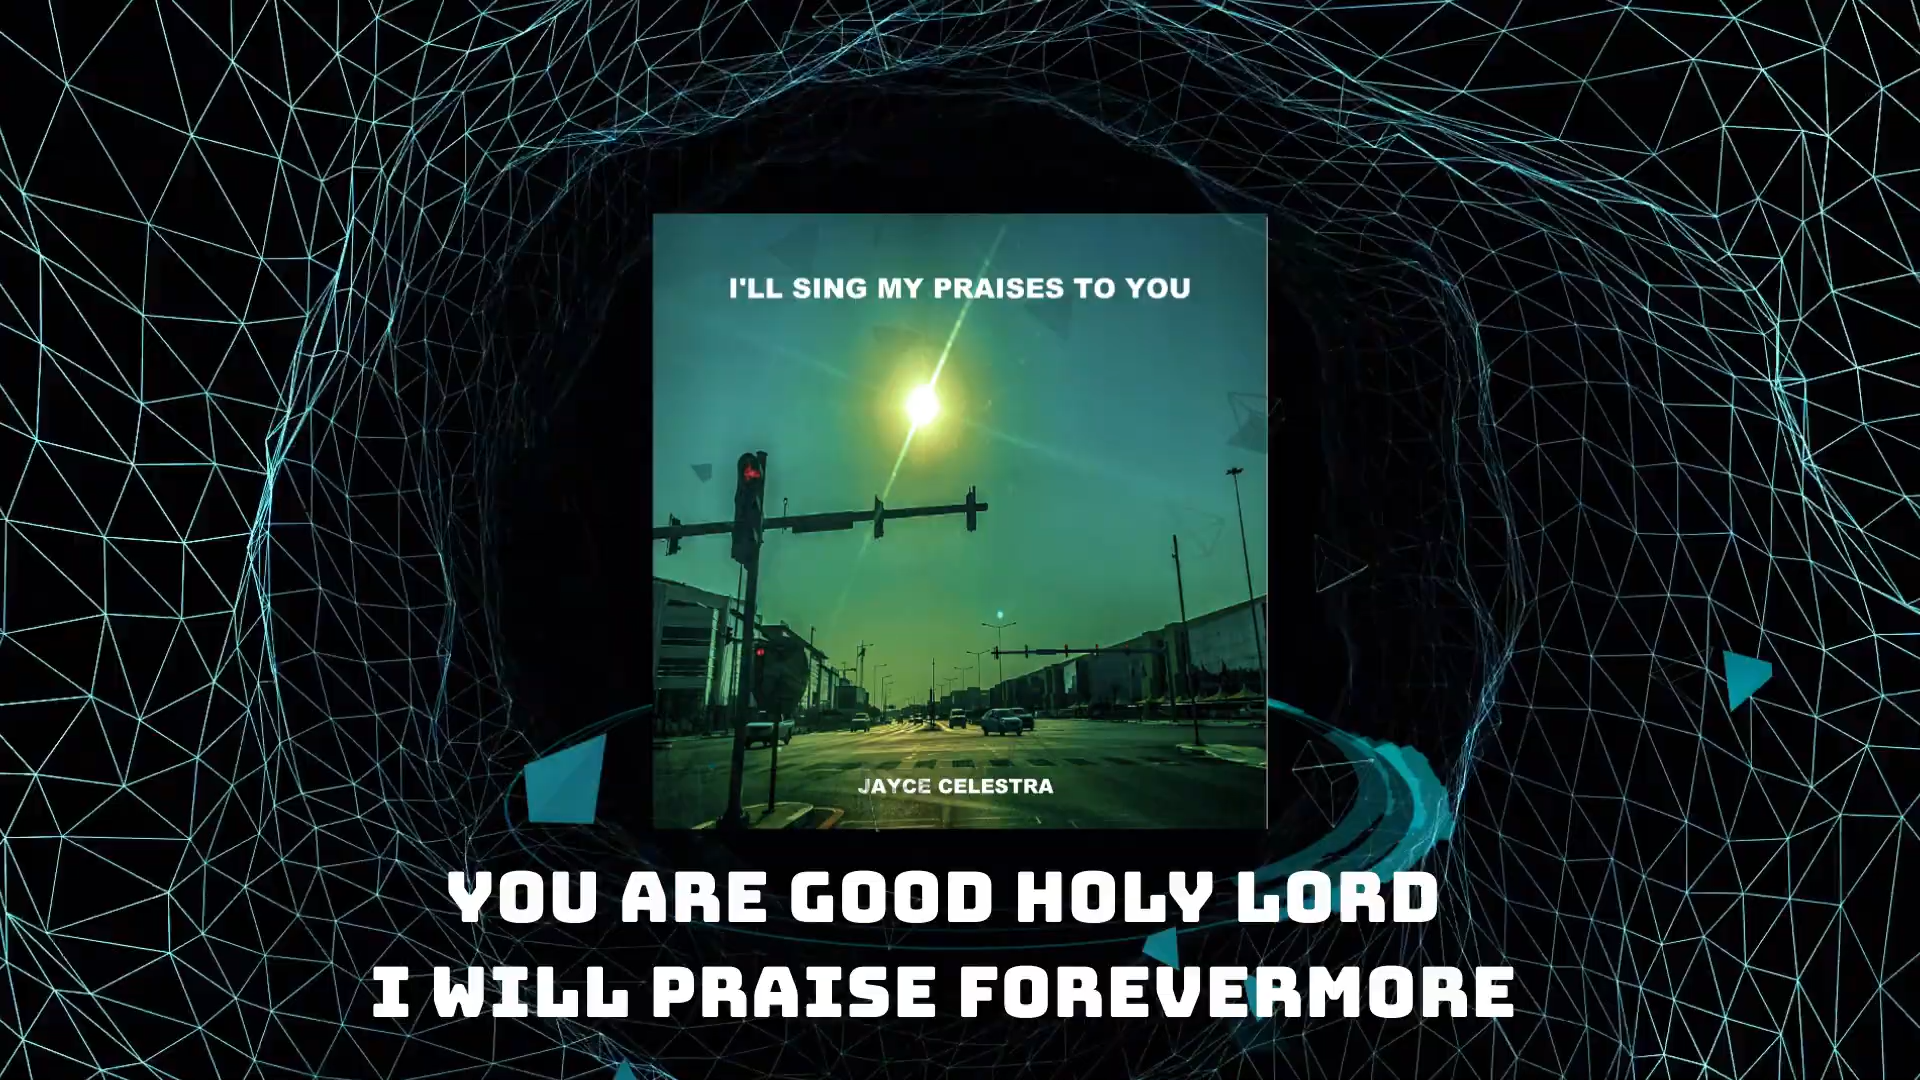 I'LL SING MY PRAISES TO YOU
JAYCE CELESTRA
YOU ARE GOOD HOLY LORD
I WILL PRAISE FOREVERMORE